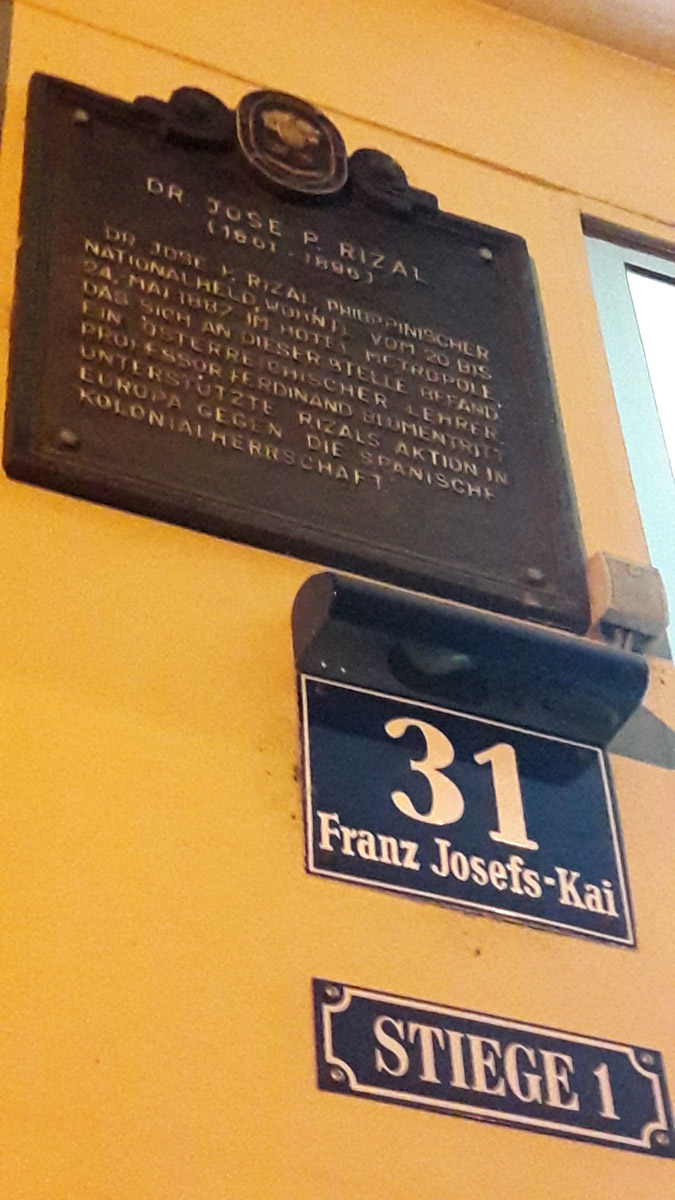 DR. JOSE P. RIZAL
(1861 - 1896)
DR. JOSE P. RIZAL, PHILIPPINISCHER
NATIONALHELD, WOHNTE VOM 20 BIS
24. MAI 1887 IM HOTEL METROPOLE,
DAS SICH AN DIESER STELLE BEFAND.
EIN ÖSTERREICHISCHER LEHRER,
PROFESSOR FERDINAND BLUMENTRITT
UNTERSTÜTZTE RIZALS AKTION IN
EUROPA GEGEN DIE SPANISCHE
KOLONIALHERRSCHAFT.
31
Franz Josefs-Kai
STIEGE 1